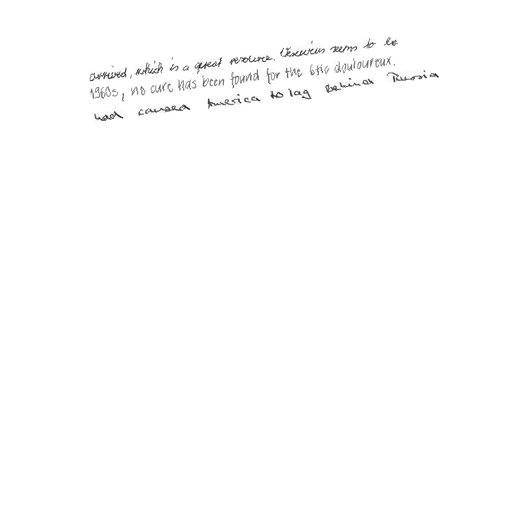 arrived, which is a great resource. Vesuvius seems to be
1960s, no cure has been found for the 6tic douloureux.
had caused America to lag behind Russia